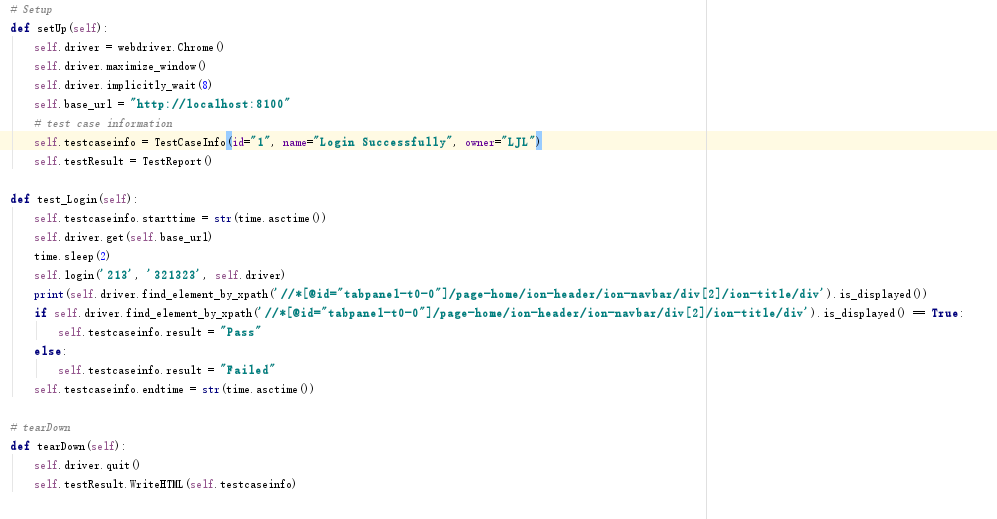 # Setup
def setUp(self):
    self.driver = webdriver.Chrome()
    self.driver.maximize_window()
    self.driver.implicitly_wait(8)
    self.base_url = "http://localhost:8100"
    # test case information
    self.testcaseinfo = TestCaseInfo(id="1", name="Login Successfully", owner="LJL")
    self.testResult = TestReport()
def test_Login(self):
    self.testcaseinfo.starttime = str(time.asctime())
    self.driver.get(self.base_url)
    time.sleep(2)
    self.login('213', '321323', self.driver)
    print(self.driver.find_element_by_xpath('//*[@id="tabpanel-t0-0"]/page-home/ion-header/ion-navbar/div[2]/ion-title/div').is_displayed())
    if self.driver.find_element_by_xpath('//*[@id="tabpanel-t0-0"]/page-home/ion-header/ion-navbar/div[2]/ion-title/div').is_displayed() == True:
        self.testcaseinfo.result = "Pass"
    else:
        self.testcaseinfo.result = "Failed"
    self.testcaseinfo.endtime = str(time.asctime())
# tearDown
def tearDown(self):
    self.driver.quit()
    self.testResult.WriteHTML(self.testcaseinfo)